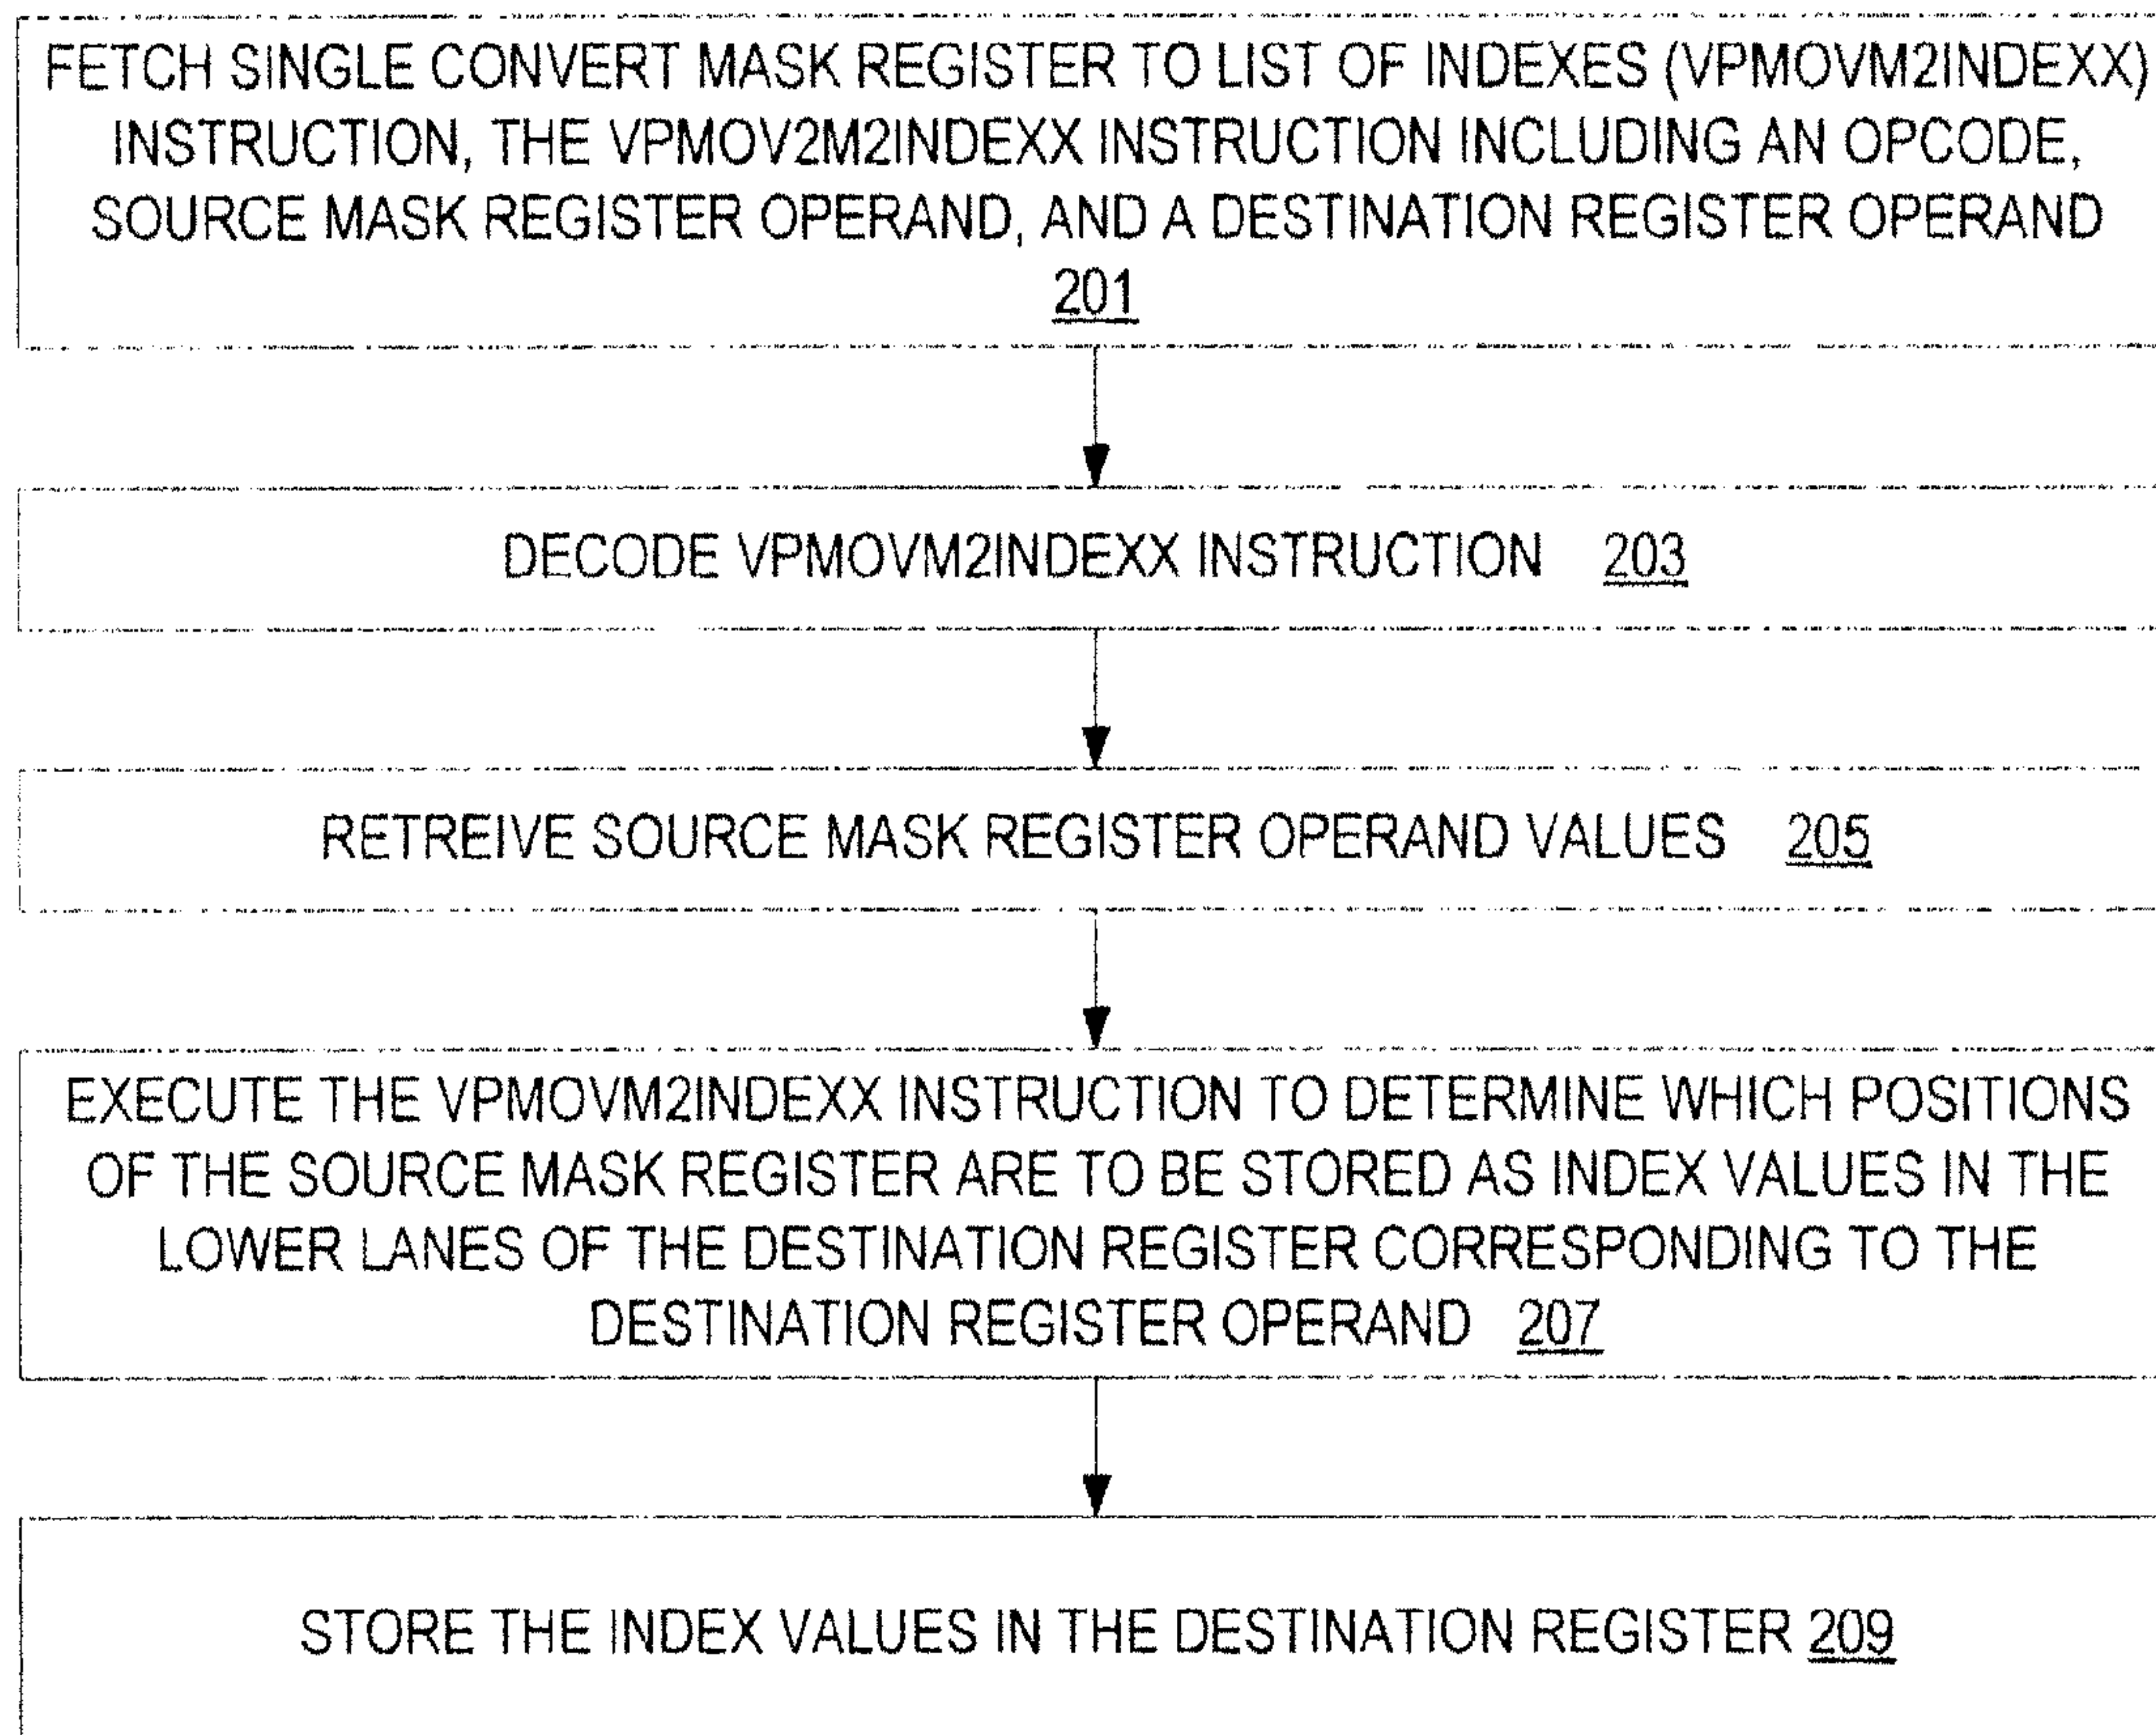 FETCH SINGLE CONVERT MASK REGISTER TO LIST OF INDEXES (VPMOVM2INDEXX)
INSTRUCTION, THE VPMOV2M2INDEXX INSTRUCTION INCLUDING AN OPCODE,
SOURCE MASK REGISTER OPERAND, AND A DESTINATION REGISTER OPERAND
201
DECODE VPMOVM2INDEXX INSTRUCTION 203
RETREIVE SOURCE MASK REGISTER OPERAND VALUES 205
EXECUTE THE VPMOVM2INDEXX INSTRUCTION TO DETERMINE WHICH POSITIONS
OF THE SOURCE MASK REGISTER ARE TO BE STORED AS INDEX VALUES IN THE
LOWER LANES OF THE DESTINATION REGISTER CORRESPONDING TO THE
DESTINATION REGISTER OPERAND 207
STORE THE INDEX VALUES IN THE DESTINATION REGISTER 209